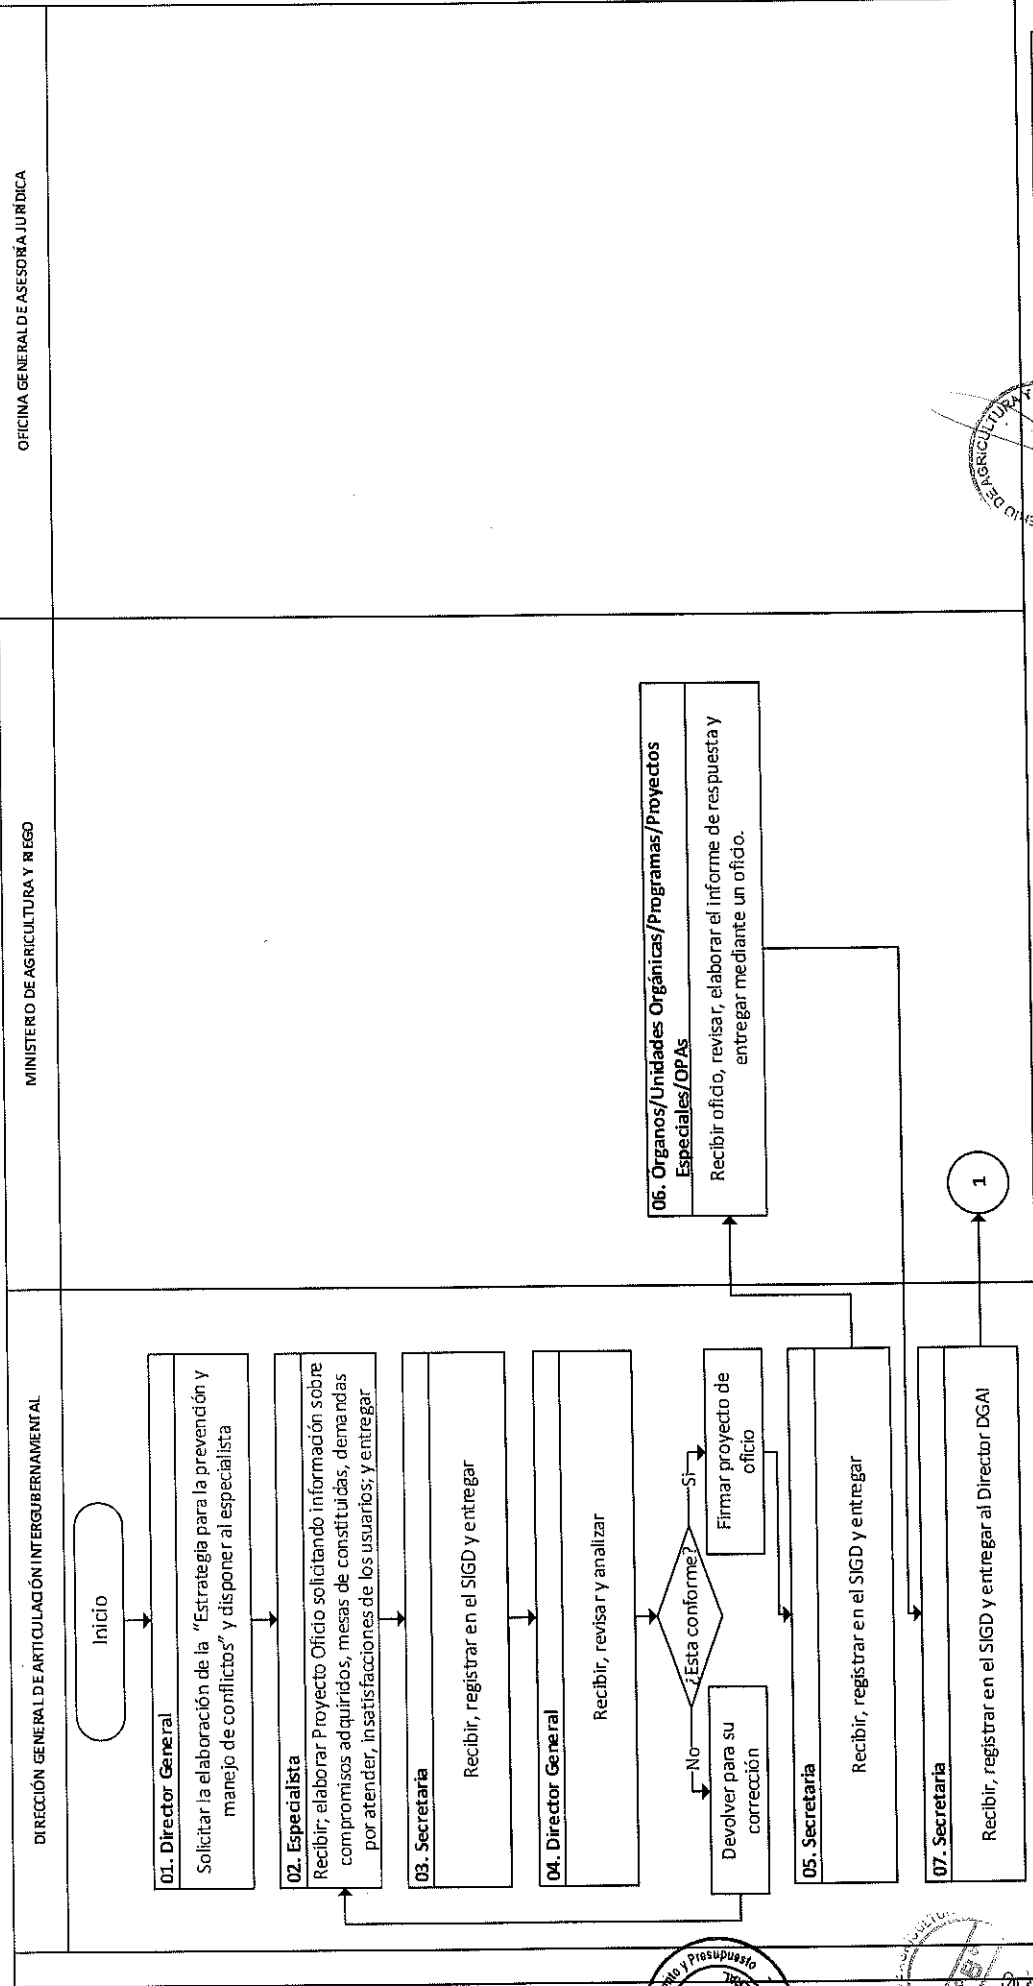 DIRECCIÓN GENERAL DE ARTICULACIÓN INTERGUBERNAMENTAL
MINISTERIO DE AGRICULTURA Y RIEGO
OFICINA GENERAL DE ASESORÍA JURÍDICA
Inicio
01. Director General
Solicitar la elaboración de la "Estrategia para la prevención y
manejo de conflictos" y disponer al especialista
02. Especialista
Recibir; elaborar Proyecto Oficio solicitando información sobre
compromisos adquiridos, mesas de constituidas, demandas
por atender, insatisfacciones de los usuarios; y entregar
03. Secretaria
Recibir, registrar en el SIGD y entregar
04. Director General
Recibir, revisar y analizar
¿Esta conforme?
No
Si
Devolver para su
corrección
Firmar proyecto de
oficio
05. Secretaria
Recibir, registrar en el SIGD y entregar
06. Órganos/Unidades Orgánicas/Programas/Proyectos
Especiales/OPAs
Recibir oficio, revisar, elaborar el informe de respuesta y
entregar mediante un oficio.
07. Secretaria
Recibir, registrar en el SIGD y entregar al Director DGAI
1
y Presupuesto
DE AGRICULTURA Y